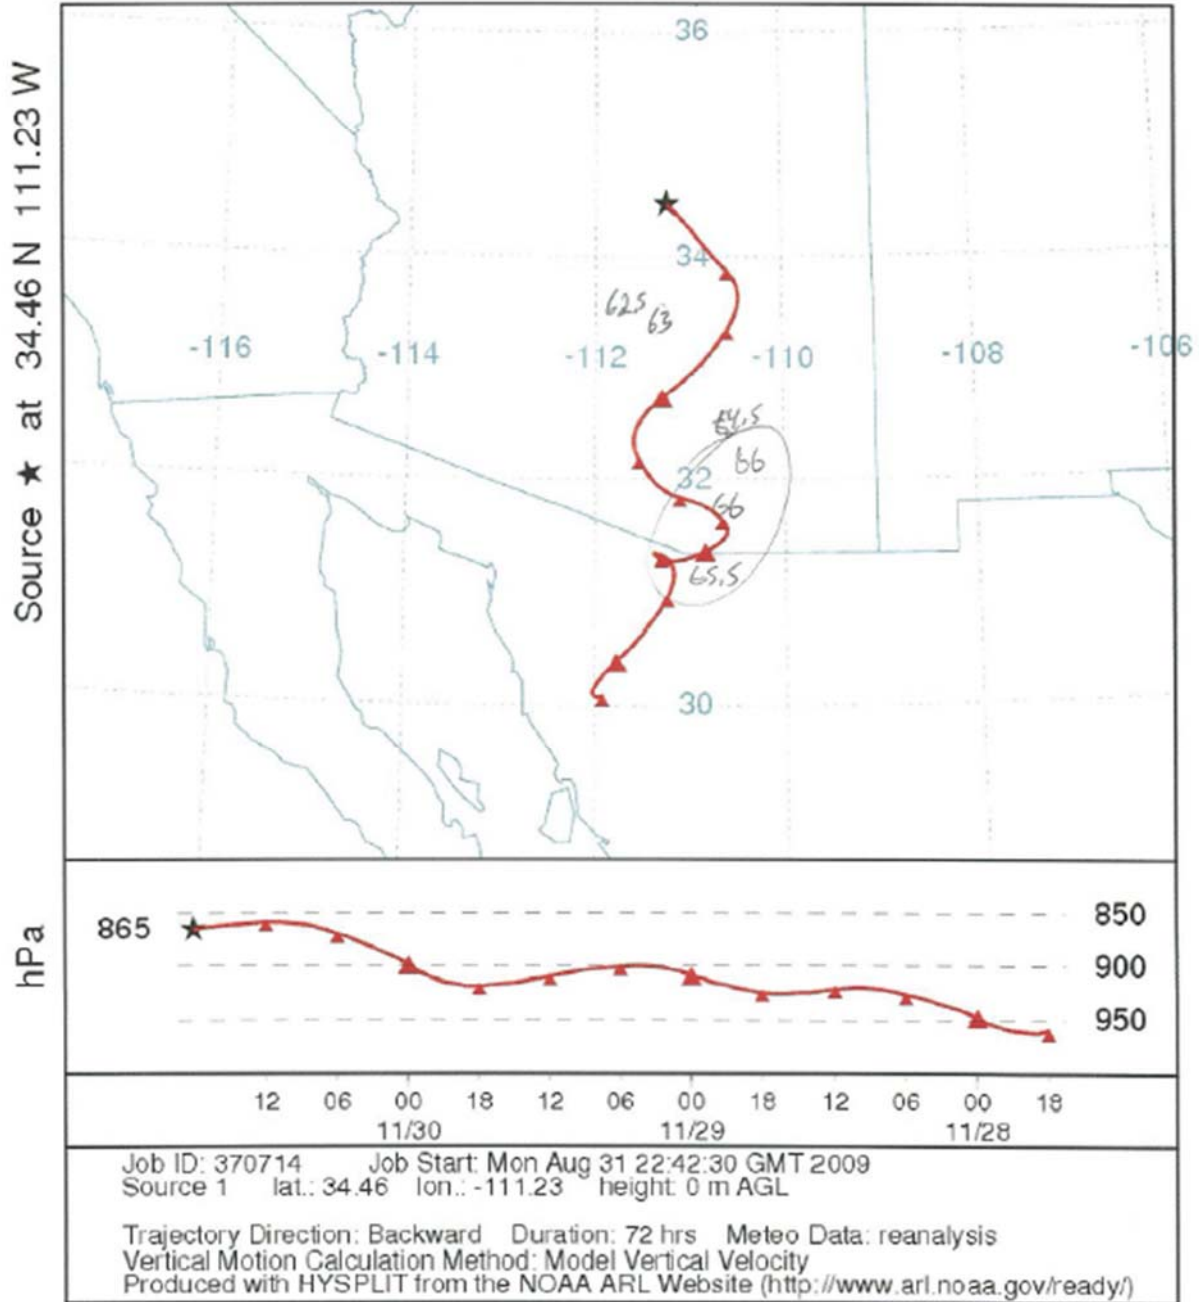 Source ★ at 34.46 N 111.23 W
36
34
62.5
63
-116
-114
-112
-110
-108
-106
66
32
66
65.5
30
hPa
865
850
900
950
12 06 00 18 12 06 00 18 12 06 00 18
11/30 11/29 11/28
Job ID: 370714 Job Start: Mon Aug 31 22:42:30 GMT 2009
Source 1 lat.: 34.46 lon.: -111.23 height: 0 m AGL
Trajectory Direction: Backward Duration: 72 hrs Meteo Data: reanalysis
Vertical Motion Calculation Method: Model Vertical Velocity
Produced with HYSPLIT from the NOAA ARL Website (http://www.arl.noaa.gov/ready/)